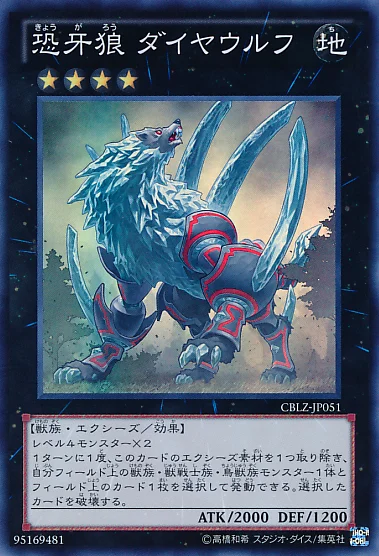 恐牙狼 ダイヤウルフ 地
CBLZ-JP051
【獣族・エクシーズ/効果】
レベル4モンスター×2
1ターンに1度、このカードのエクシーズ素材を1つ取り除き、
自分フィールド上の獣族・獣戦士族・鳥獣族モンスター1体と
フィールド上のカード1枚を選択して発動できる。選択した
カードを破壊する。
ATK/2000 DEF/1200
95169481 ©高橋和希 スタジオ・ダイス/集英社